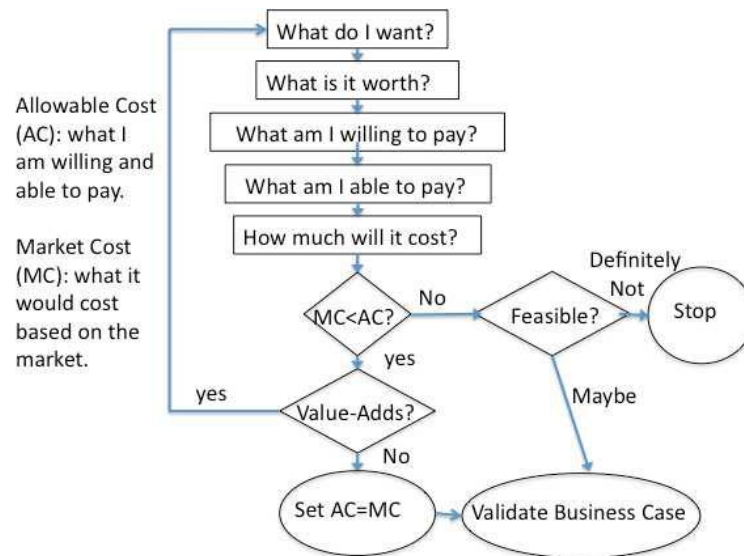 What do I want?
What is it worth?
What am I willing to pay?
What am I able to pay?
How much will it cost?
Allowable Cost
(AC): what I
am willing and
able to pay.
Market Cost
(MC): what it
would cost
based on the
market.
MC<AC?
No
Feasible?
Definitely
Not
Stop
yes
Maybe
Value-Adds?
yes
No
Set AC=MC
Validate Business Case